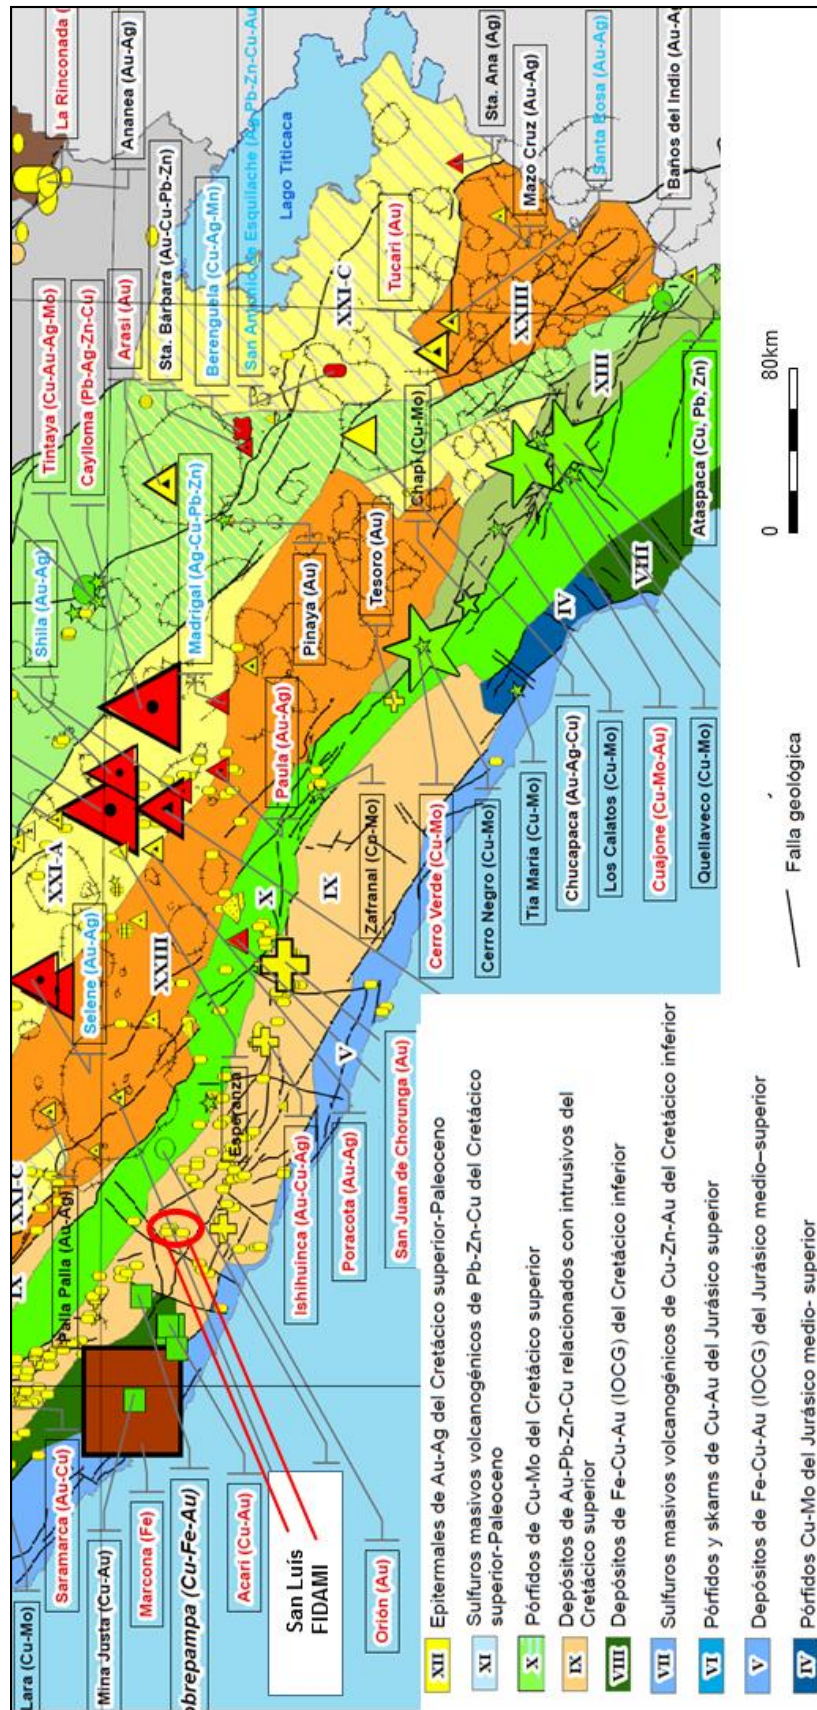 La Rinconada (
Ananea (Au-Ag)
Tintaya (Cu-Au-Ag-Mo)
Caylloma (Pb-Ag-Zn-Cu)
Arasi (Au)
Sta. Bárbara (Au-Cu-Pb-Zn)
Berenguela (Cu-Ag-Mn)
San Antonio de Esquilache (Ag-Pb-Zn-Cu-Au
Lago Titicaca
Sta. Ana (Ag)
Mazo Cruz (Au-Ag)
Santa Rosa (Au-Ag)
Baños del Indio (Au-Ag
Tucari (Au)
XXI-C
XXIII
XIII
Shila (Au-Ag)
Madrigal (Ag-Cu-Pb-Zn)
Pinaya (Au)
Tesoro (Au)
Chapi (Cu-Mo)
Ataspaca (Cu, Pb, Zn)
VIII
IV
Paula (Au-Ag)
XXI-A
Selene (Au-Ag)
XXIII
X
IX
V
Zafranal (Cu-Mo)
Cerro Verde (Cu-Mo)
Cerro Negro (Cu-Mo)
Tía María (Cu-Mo)
Chucapaca (Au-Ag-Cu)
Los Calatos (Cu-Mo)
Cuajone (Cu-Mo-Au)
Quellaveco (Cu-Mo)
0 80km
Falla geológica
XXI-C
IX
Palla Palla (Au-Ag)
Esperanza
Ishihuinca (Au-Cu-Ag)
Poracota (Au-Ag)
San Juan de Chorunga (Au)
Lara (Cu-Mo)
Saramarca (Au-Cu)
Mina Justa (Cu-Au)
Marcona (Fe)
obrepampa (Cu-Fe-Au)
Acarí (Cu-Au)
San Luís
FIDAMI
Orión (Au)
XII Epitermales de Au-Ag del Cretácico superior-Paleoceno
XI Sulfuros masivos volcanogénicos de Pb-Zn-Cu del Cretácico
superior-Paleoceno
X Pórfidos de Cu-Mo del Cretácico superior
IX Depósitos de Au-Pb-Zn-Cu relacionados con intrusivos del
Cretácico superior
VIII Depósitos de Fe-Cu-Au (IOCG) del Cretácico inferior
VII Sulfuros masivos volcanogénicos de Cu-Zn-Au del Cretácico inferior
VI Pórfidos y skarns de Cu-Au del Jurásico superior
V Depósitos de Fe-Cu-Au (IOCG) del Jurásico medio–superior
IV Pórfidos Cu-Mo del Jurásico medio- superior